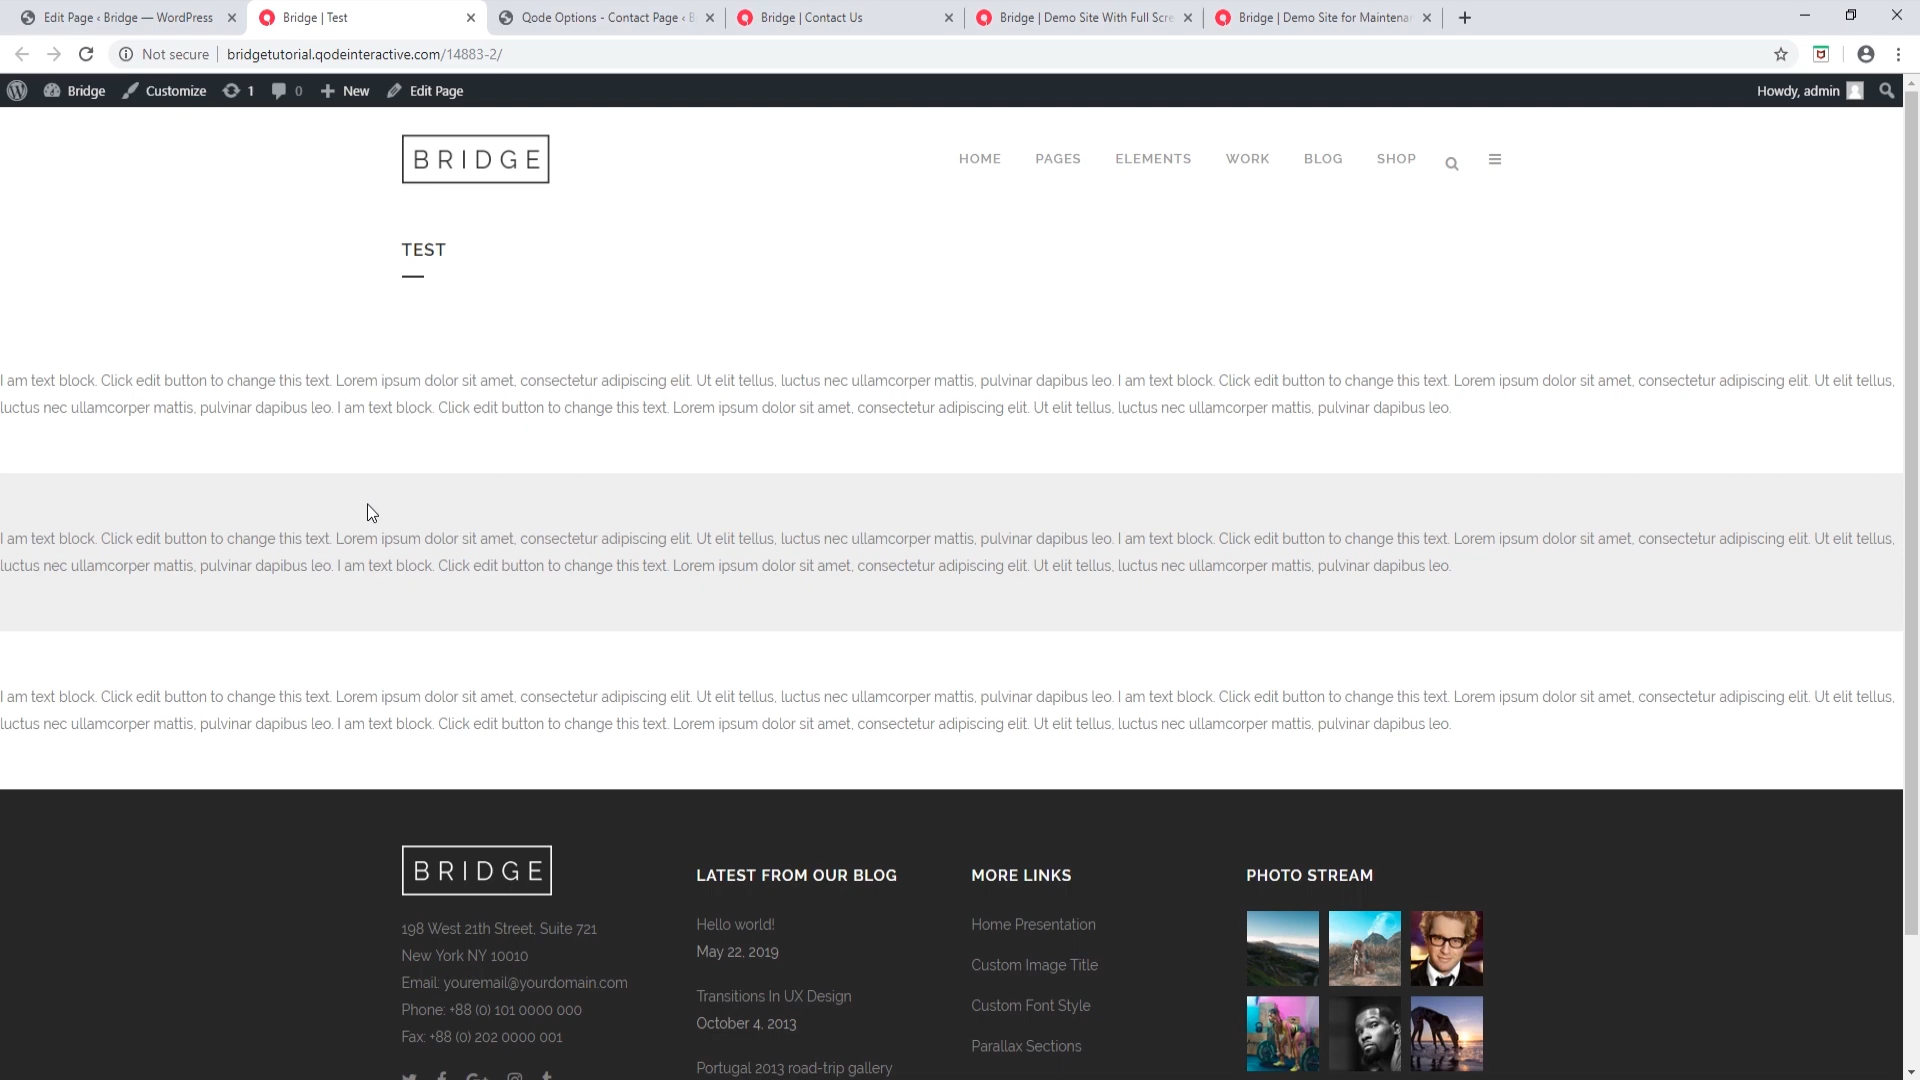 Edit Page ‹ Bridge — WordPress
Bridge | Test
Qode Options - Contact Page ‹ B
Bridge | Contact Us
Bridge | Demo Site With Full Scre
Bridge | Demo Site for Maintena
Not secure | bridgetutorial.qodeinteractive.com/14883-2/
Bridge Customize 1 0 New Edit Page Howdy, admin
BRIDGE
HOME PAGES ELEMENTS WORK BLOG SHOP
TEST
I am text block. Click edit button to change this text. Lorem ipsum dolor sit amet, consectetur adipiscing elit. Ut elit tellus, luctus nec ullamcorper mattis, pulvinar dapibus leo. I am text block. Click edit button to change this text. Lorem ipsum dolor sit amet, consectetur adipiscing elit. Ut elit tellus,
luctus nec ullamcorper mattis, pulvinar dapibus leo. I am text block. Click edit button to change this text. Lorem ipsum dolor sit amet, consectetur adipiscing elit. Ut elit tellus, luctus nec ullamcorper mattis, pulvinar dapibus leo.
I am text block. Click edit button to change this text. Lorem ipsum dolor sit amet, consectetur adipiscing elit. Ut elit tellus, luctus nec ullamcorper mattis, pulvinar dapibus leo. I am text block. Click edit button to change this text. Lorem ipsum dolor sit amet, consectetur adipiscing elit. Ut elit tellus,
luctus nec ullamcorper mattis, pulvinar dapibus leo. I am text block. Click edit button to change this text. Lorem ipsum dolor sit amet, consectetur adipiscing elit. Ut elit tellus, luctus nec ullamcorper mattis, pulvinar dapibus leo.
I am text block. Click edit button to change this text. Lorem ipsum dolor sit amet, consectetur adipiscing elit. Ut elit tellus, luctus nec ullamcorper mattis, pulvinar dapibus leo. I am text block. Click edit button to change this text. Lorem ipsum dolor sit amet, consectetur adipiscing elit. Ut elit tellus,
luctus nec ullamcorper mattis, pulvinar dapibus leo. I am text block. Click edit button to change this text. Lorem ipsum dolor sit amet, consectetur adipiscing elit. Ut elit tellus, luctus nec ullamcorper mattis, pulvinar dapibus leo.
BRIDGE
198 West 21th Street, Suite 721
New York NY 10010
Email: youremail@yourdomain.com
Phone: +88 (0) 101 0000 000
Fax: +88 (0) 202 0000 001
LATEST FROM OUR BLOG
Hello world!
May 22, 2019
Transitions In UX Design
October 4, 2013
Portugal 2013 road-trip gallery
MORE LINKS
Home Presentation
Custom Image Title
Custom Font Style
Parallax Sections
PHOTO STREAM